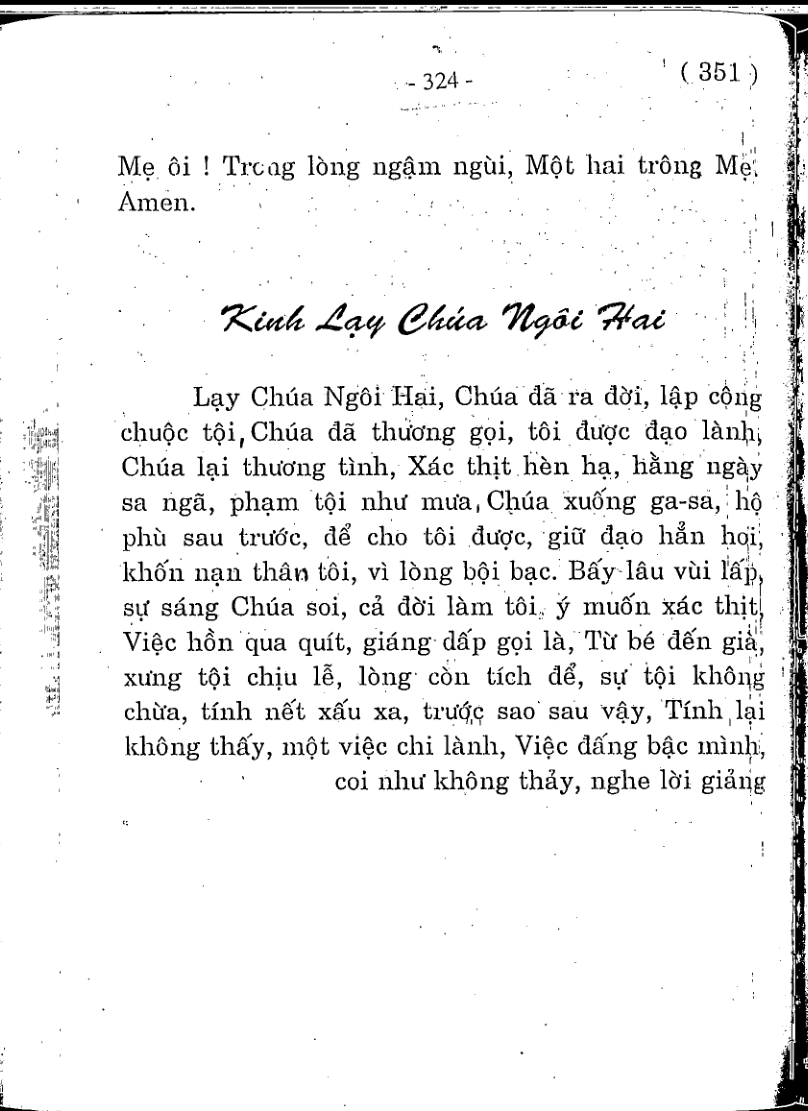 - 324 -
( 351 )
Mẹ ôi ! Trong lòng ngậm ngùi, Một hai trông Mẹ.
Amen.
Kinh Lạy Chúa Ngôi Hai
Lạy Chúa Ngôi Hai, Chúa đã ra đời, lập công
chuộc tội, Chúa đã thương gọi, tôi được đạo lành,
Chúa lại thương tình, Xác thịt hèn hạ, hằng ngày
sa ngã, phạm tội như mưa, Chúa xuống ga-sa, hộ
phù sau trước, để cho tôi được, giữ đạo hẳn hoi,
khốn nạn thân tôi, vì lòng bội bạc. Bấy lâu vùi lấp,
sự sáng Chúa soi, cả đời làm tôi, ý muốn xác thịt,
Việc hồn qua quít, giáng dấp gọi là, Từ bé đến già,
xưng tội chịu lễ, lòng còn tích để, sự tội không
chừa, tính nết xấu xa, trước sao sau vậy, Tính lại
không thấy, một việc chi lành, Việc đấng bậc mình,
coi như không thảy, nghe lời giảng